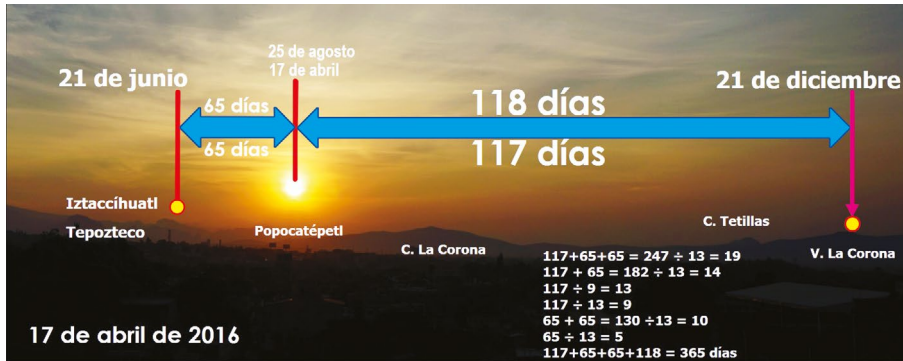 25 de agosto
17 de abril
21 de junio
21 de diciembre
65 días
118 días
65 días
117 días
Iztaccíhuatl
Tepozteco
Popocatépetl
C. La Corona
C. Tetillas
V. La Corona
117+65+65 = 247 ÷ 13 = 19
117 + 65 = 182 ÷ 13 = 14
117 ÷ 9 = 13
117 ÷ 13 = 9
65 + 65 = 130 ÷13 = 10
65 ÷ 13 = 5
117+65+65+118 = 365 días
17 de abril de 2016